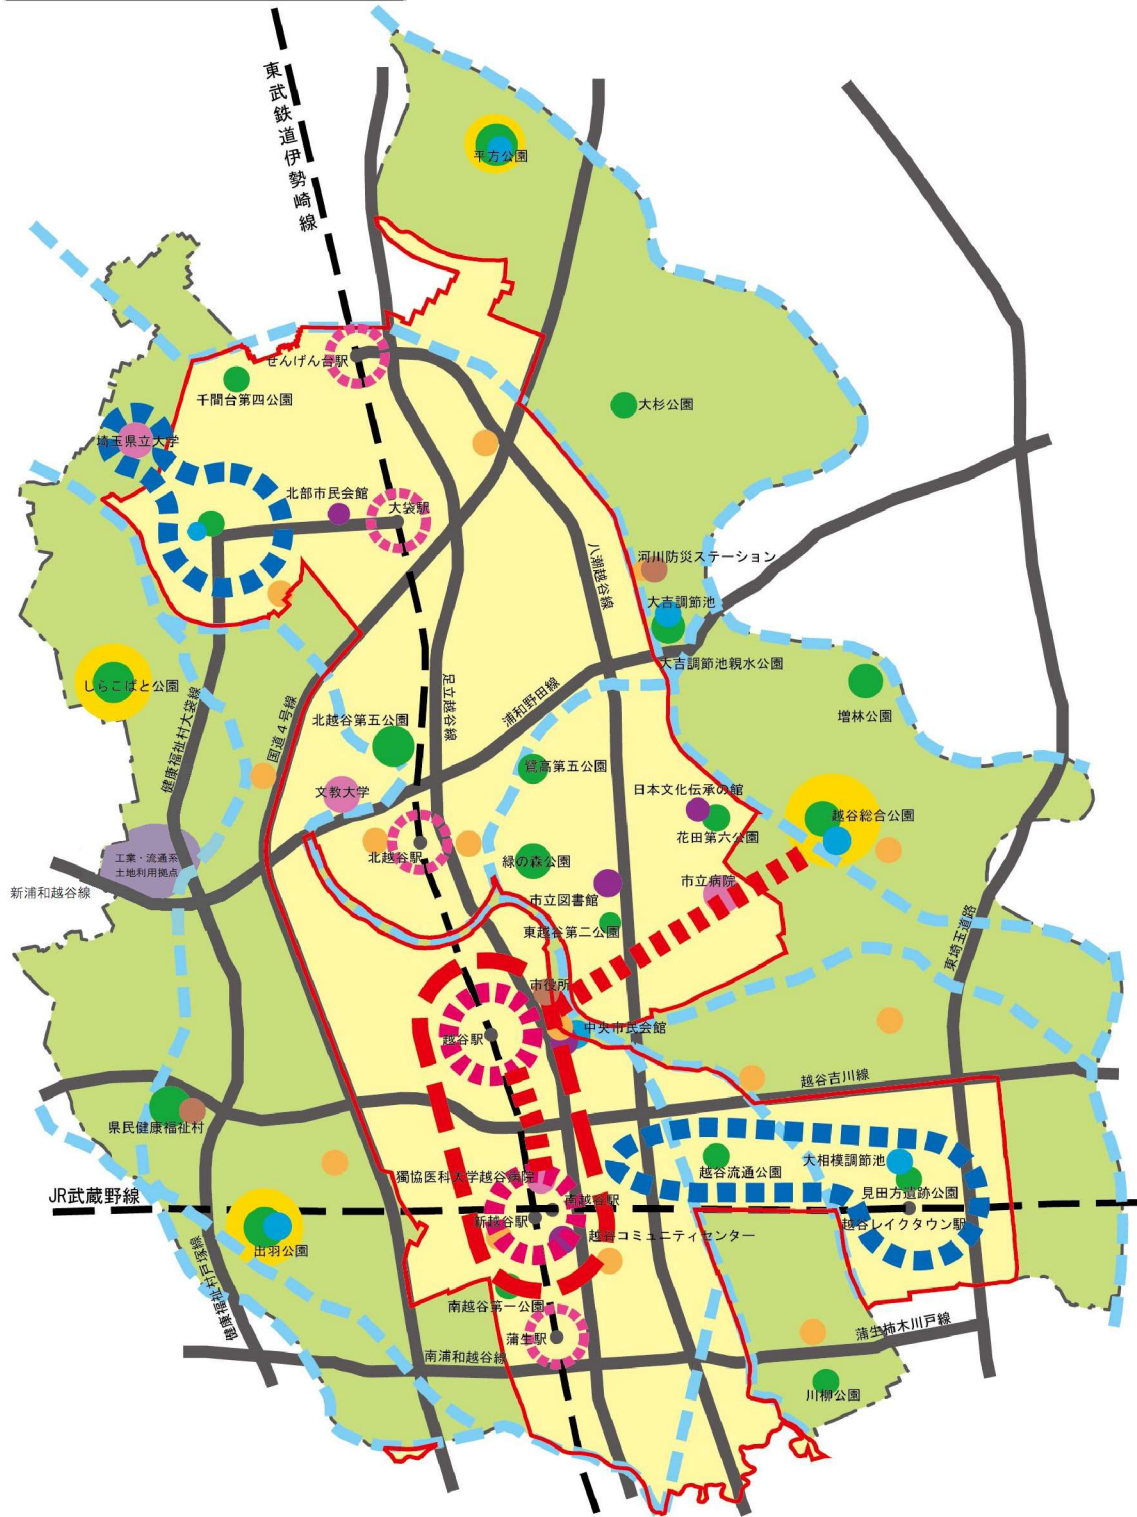 東武鉄道伊勢崎線
平方公園
せんげん台駅
千間台第四公園
大杉公園
埼玉県立大学
北部市民会館
大袋駅
八潮越谷線
河川防災ステーション
大吉調節池
大吉調節池親水公園
しらこばと公園
健康福祉村大袋線
国道4号線
足立越谷線
浦和野田線
北越谷第五公園
増林公園
鷺高第五公園
文教大学
日本文化伝承の館
花田第六公園
越谷総合公園
北越谷駅
緑の森公園
工業・流通系
土地利用拠点
新浦和越谷線
市立病院
市立図書館
東越谷第二公園
東埼玉道路
市役所
中央市民会館
越谷駅
越谷吉川線
県民健康福祉村
獨協医科大学越谷病院
越谷流通公園
大相模調節池
見田方遺跡公園
JR武蔵野線
南越谷駅
新越谷駅
越谷コミュニティセンター
越谷レイクタウン駅
出羽公園
健康福祉村戸塚線
南越谷第一公園
蒲生駅
蒲生柿木川戸線
南浦和越谷線
川柳公園